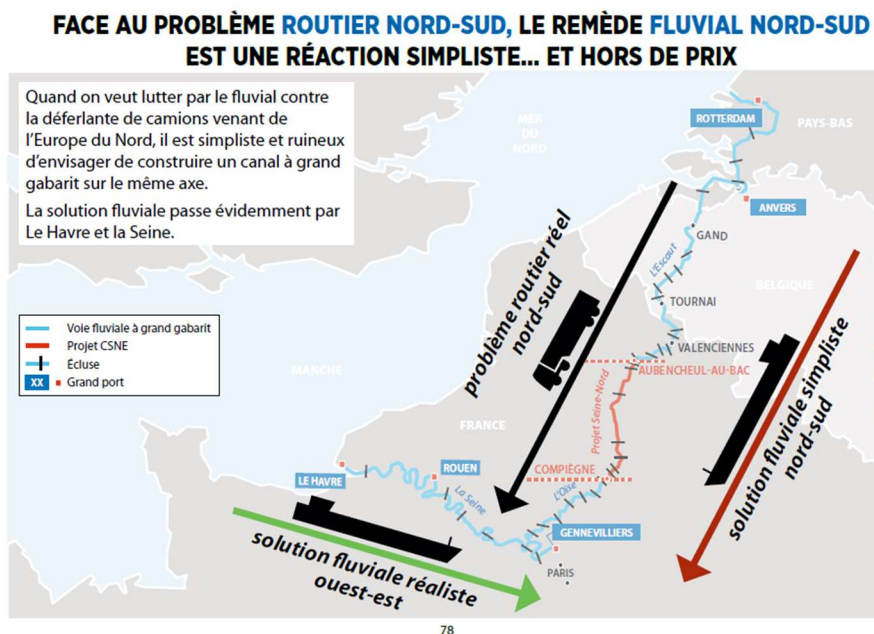 FACE AU PROBLÈME ROUTIER NORD-SUD, LE REMÈDE FLUVIAL NORD-SUD
EST UNE RÉACTION SIMPLISTE... ET HORS DE PRIX
Quand on veut lutter par le fluvial contre
la déferlante de camions venant de
l'Europe du Nord, il est simpliste et ruineux
d'envisager de construire un canal à grand
gabarit sur le même axe.
La solution fluviale passe évidemment par
Le Havre et la Seine.
MER
DU
NORD
ROTTERDAM
PAYS-BAS
ANVERS
GAND
L'Escaut
BELGIQUE
TOURNAI
problème routier réel
nord-sud
VALENCIENNES
AUBENCHEUL-AU-BAC
solution fluviale simpliste
nord-sud
Voie fluviale à grand gabarit
Projet CSNE
Écluse
XX Grand port
MANCHE
FRANCE
Projet Seine-Nord
COMPIÈGNE
L'Oise
ROUEN
LE HAVRE
La Seine
GENNEVILLIERS
PARIS
solution fluviale réaliste
ouest-est
78